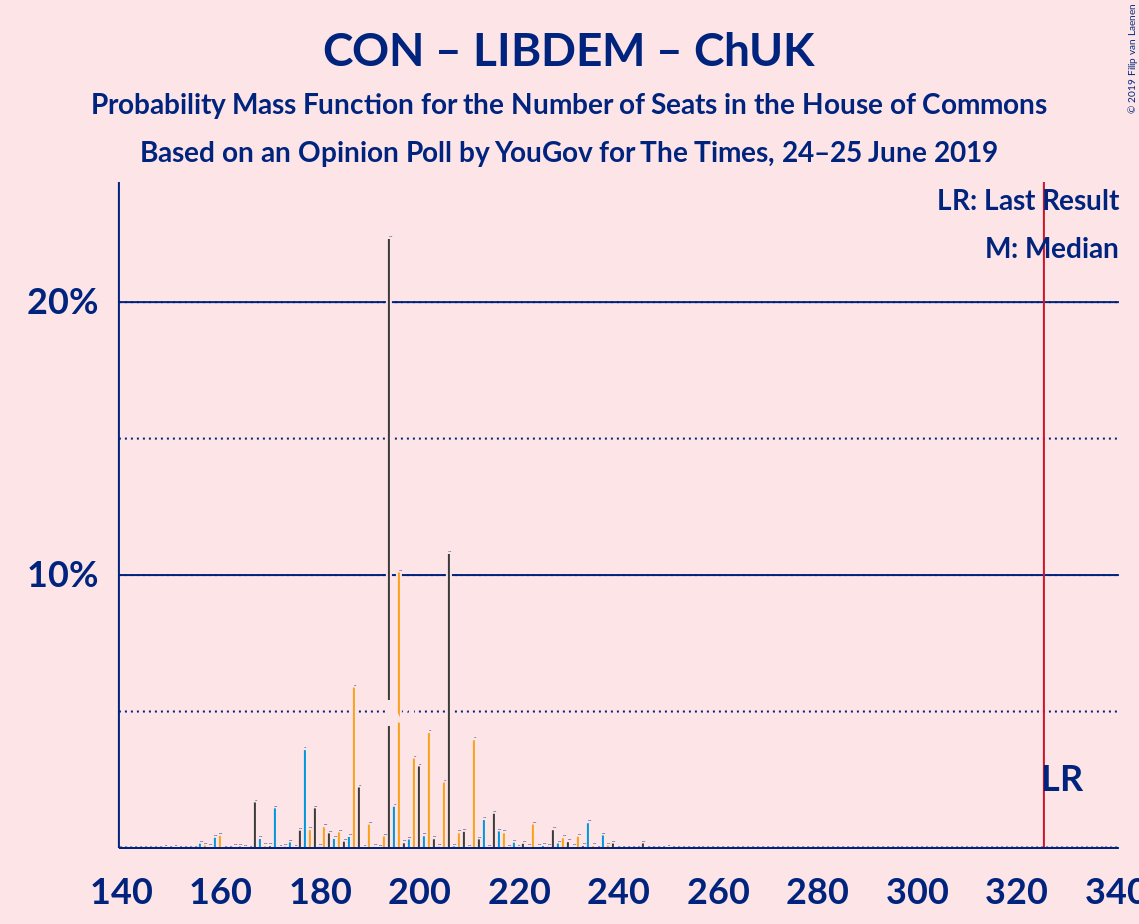 CON – LIBDEM – ChUK
Probability Mass Function for the Number of Seats in the House of Commons
Based on an Opinion Poll by YouGov for The Times, 24–25 June 2019
© 2019 Filip van Laenen
LR: Last Result
M: Median
20%
10%
LR
140 160 180 200 220 240 260 280 300 320 340